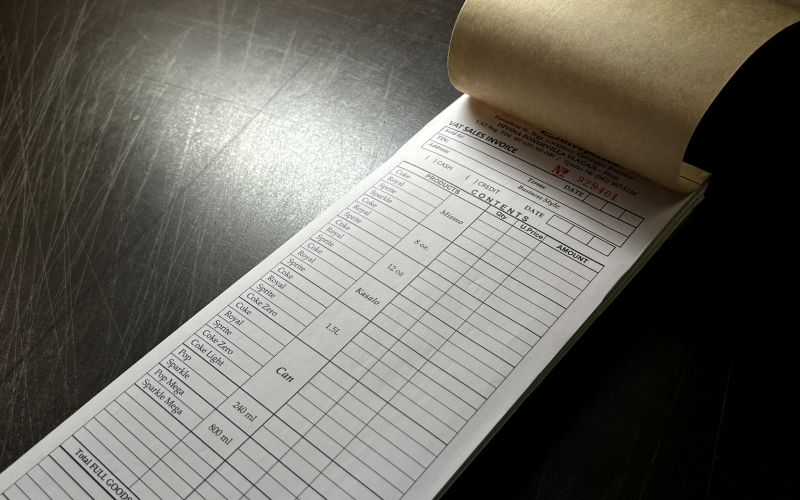 VAT SALES INVOICE
Sold to:
TIN:
Address:
Nº 929401
DATE
Terms:
Business Style:
( ) CASH
( ) CREDIT
DATE
CONTENTS
PRODUCTS
Qty
U.Price
AMOUNT
Coke
Royal
Sprite
Sparkle
Mismo
Coke
Royal
Sprite
8 oz.
Coke
Royal
Sprite
12 oz
Coke
Royal
Sprite
Kasalo
Coke
Royal
Sprite
Coke Zero
1.5L
Coke
Royal
Sprite
Coke Zero
Coke Light
Can
Pop
Sparkle
240 ml
Pop Mega
Sparkle Mega
800 ml
Total FULL GOODS